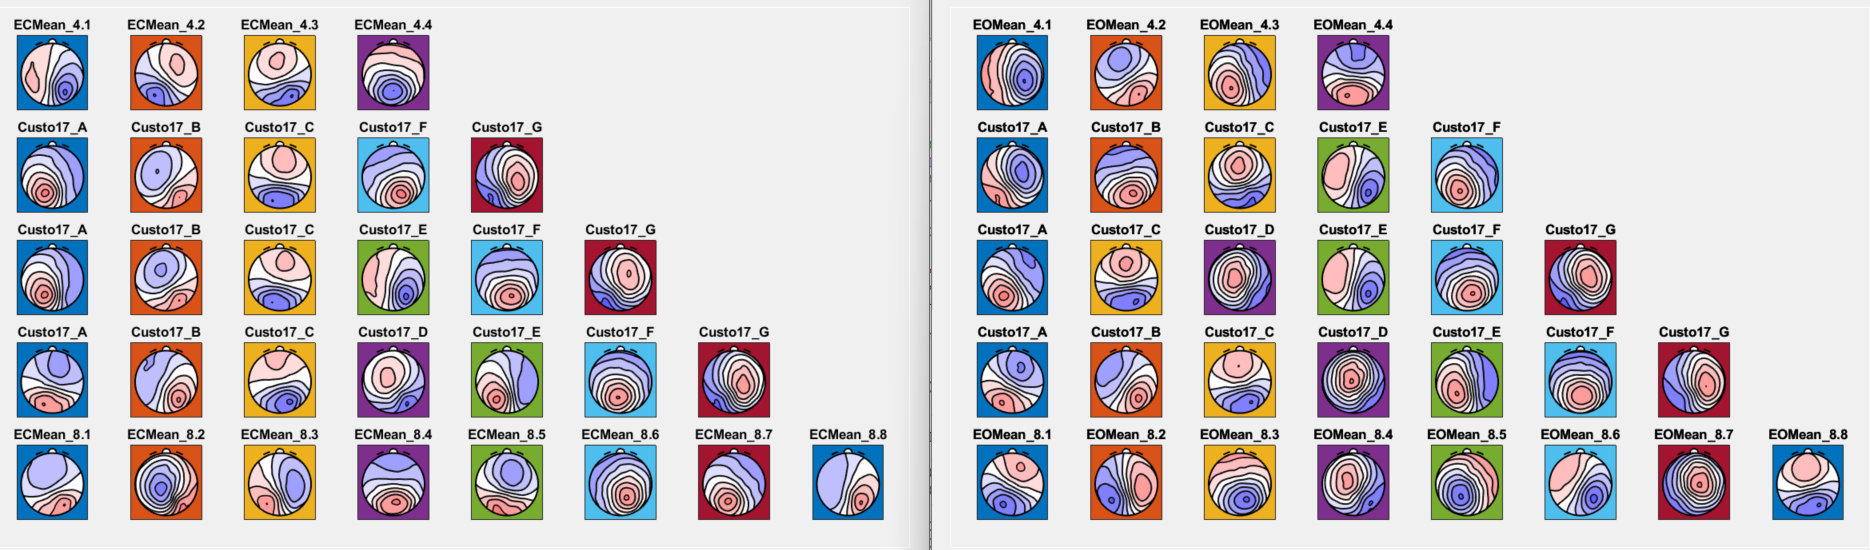 ECMean_4.1 ECMean_4.2 ECMean_4.3 ECMean_4.4
Custo17_A Custo17_B Custo17_C Custo17_F Custo17_G
Custo17_A Custo17_B Custo17_C Custo17_E Custo17_F Custo17_G
Custo17_A Custo17_B Custo17_C Custo17_D Custo17_E Custo17_F Custo17_G
ECMean_8.1 ECMean_8.2 ECMean_8.3 ECMean_8.4 ECMean_8.5 ECMean_8.6 ECMean_8.7 ECMean_8.8
EOMean_4.1 EOMean_4.2 EOMean_4.3 EOMean_4.4
Custo17_A Custo17_B Custo17_C Custo17_E Custo17_F
Custo17_A Custo17_C Custo17_D Custo17_E Custo17_F Custo17_G
Custo17_A Custo17_B Custo17_C Custo17_D Custo17_E Custo17_F Custo17_G
EOMean_8.1 EOMean_8.2 EOMean_8.3 EOMean_8.4 EOMean_8.5 EOMean_8.6 EOMean_8.7 EOMean_8.8